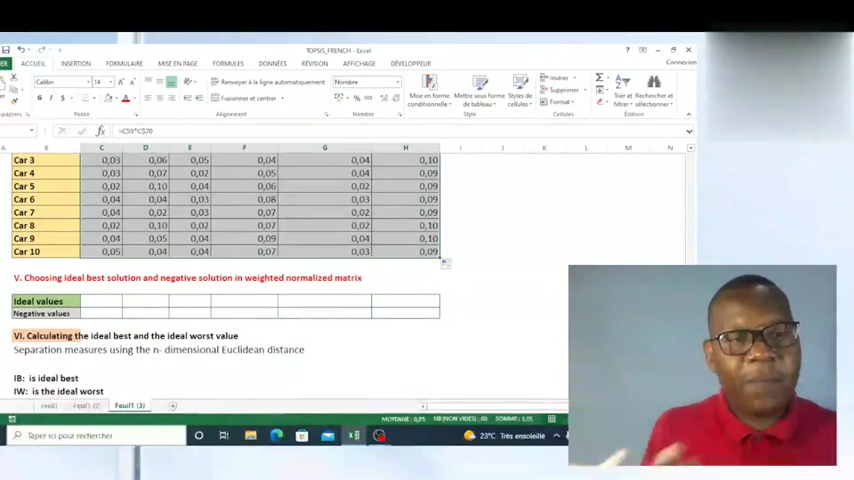 TOPSIS_FRENCH - Excel
ACCUEIL INSERTION FORMULAIRE MISE EN PAGE FORMULES DONNÉES RÉVISION AFFICHAGE DÉVELOPPEUR Connexion
Calibri 14 Renvoyer à la ligne automatiquement Nombre Insérer
G I S Fusionner et centrer % Mise en forme conditionnelle Mettre sous forme de tableau Styles de cellules Supprimer Format Trier et filtrer Rechercher et sélectionner
Police Alignement Nombre Style Cellules
=C59*C$70
A B C D E F G H I J K L M N
Car 3 0,03 0,06 0,05 0,04 0,04 0,10
Car 4 0,03 0,07 0,02 0,05 0,04 0,09
Car 5 0,02 0,10 0,04 0,06 0,02 0,09
Car 6 0,04 0,04 0,03 0,08 0,03 0,09
Car 7 0,04 0,02 0,03 0,07 0,02 0,09
Car 8 0,02 0,10 0,02 0,07 0,02 0,10
Car 9 0,04 0,05 0,04 0,09 0,04 0,10
Car 10 0,05 0,04 0,04 0,07 0,03 0,09
V. Choosing Ideal best solution and negative solution in weighted normalized matrix
Ideal values
Negative values
VI. Calculating the ideal best and the ideal worst value
Separation measures using the n- dimensional Euclidean distance
IB: is ideal best
IW: is the ideal worst
Feuil1 (2) Feuil1 (3)
MOYENNE : 0,05 NB (NON VIDES) : 60
Taper ici pour rechercher 23°C Très ensoleillé